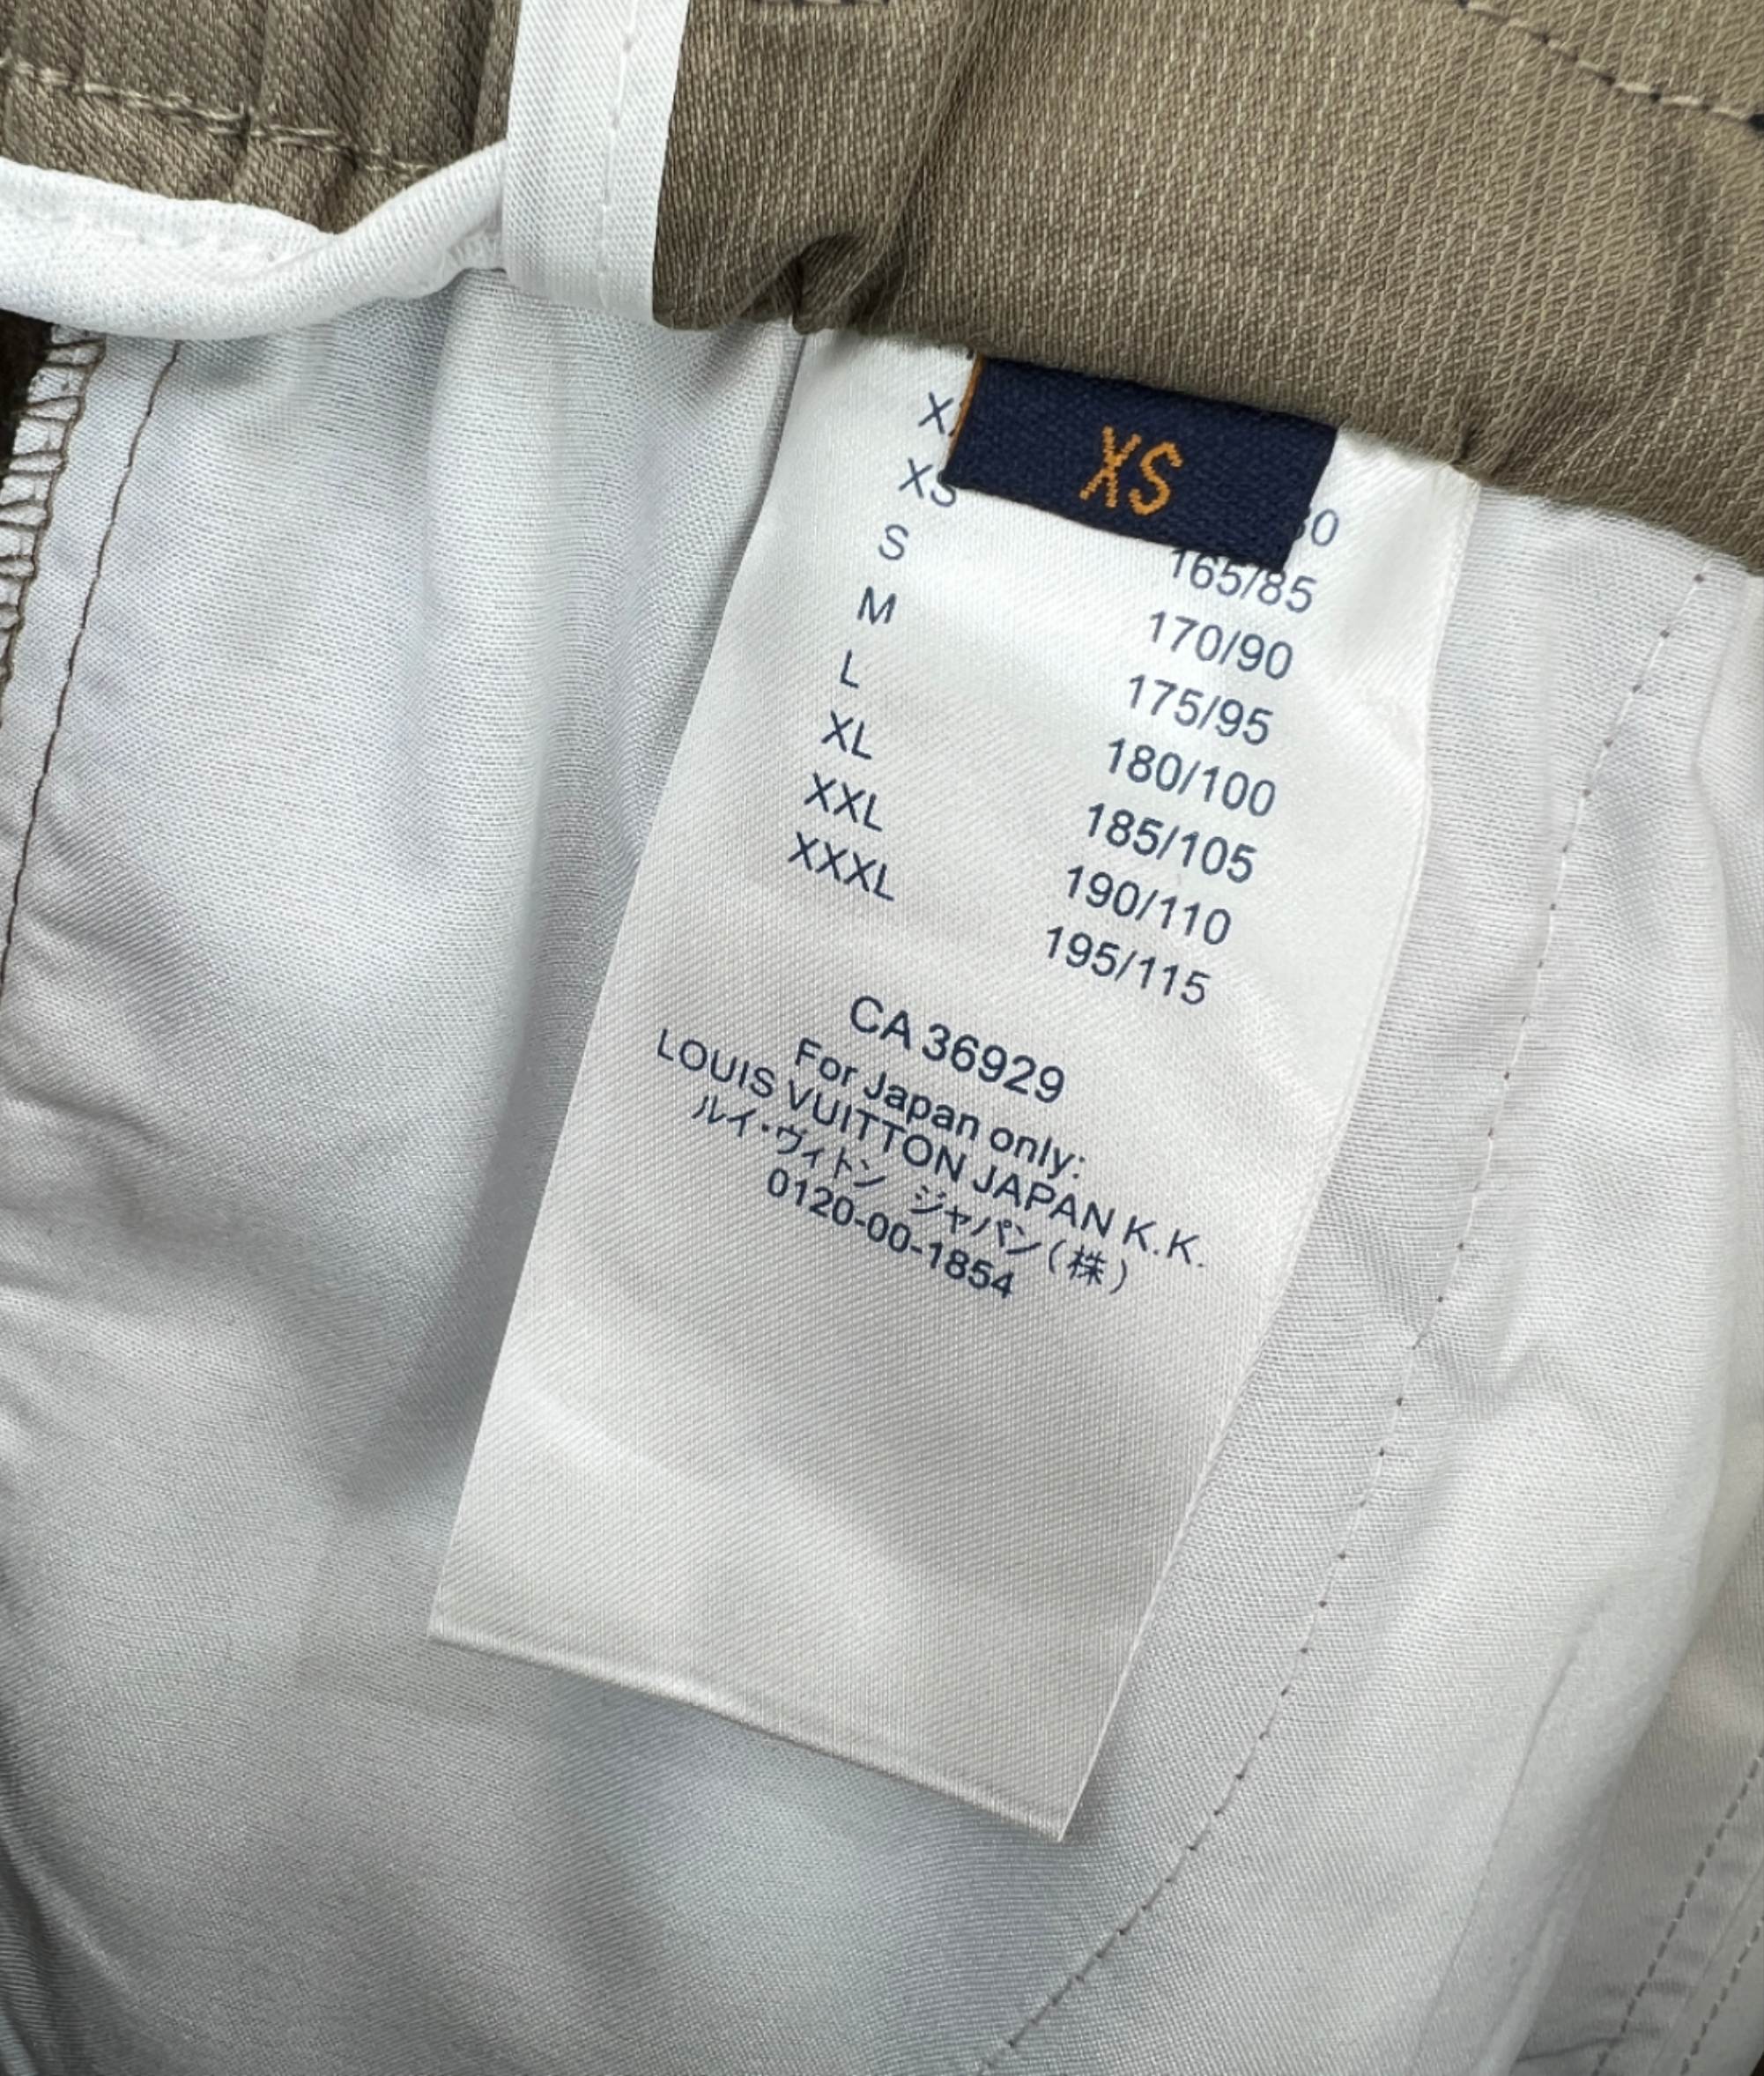 XS
XS 165/85
S 170/90
M 175/95
L 180/100
XL 185/105
XXL 190/110
XXXL 195/115
CA 36929
For Japan only:
LOUIS VUITTON JAPAN K.K.
ルイ・ヴィトン ジャパン(株)
0120-00-1854